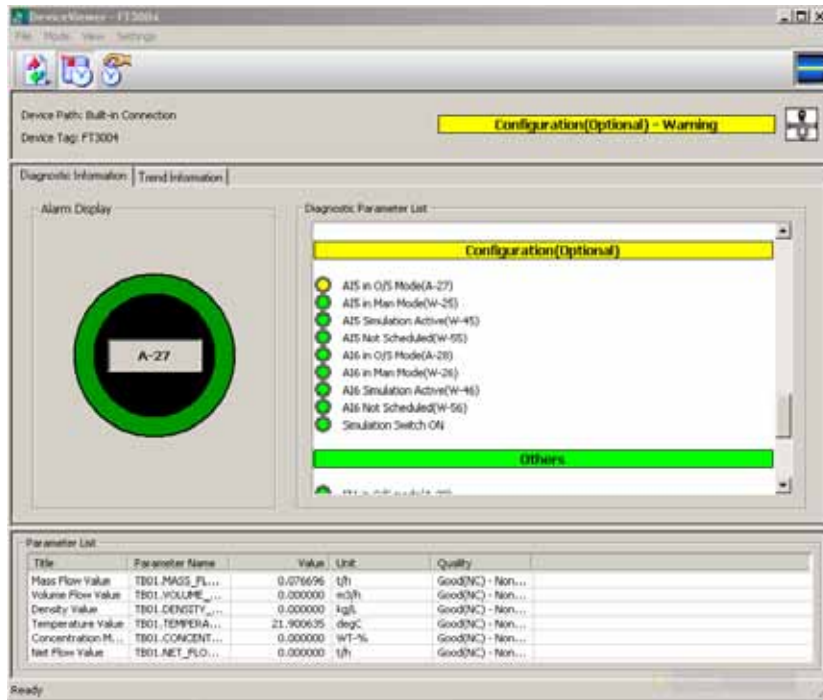 DeviceViewer - FT3004
File Mode View Settings
Device Path: Built-in Connection
Configuration(Optional) - Warning
Device Tag: FT3004
Diagnostic Information Trend Information
Alarm Display
A-27
Diagnostic Parameter List
Configuration(Optional)
AI5 in O/S Mode(A-27)
AI5 in Man Mode(W-25)
AI5 Simulation Active(W-45)
AI5 Not Scheduled(W-55)
AI6 in O/S Mode(A-28)
AI6 in Man Mode(W-26)
AI6 Simulation Active(W-46)
AI6 Not Scheduled(W-56)
Simulation Switch ON
Others
Parameter List
Title Parameter Name Value Unit Quality
Mass Flow Value TB01.MASS_FL... 0.076696 t/h Good(NC) - Non...
Volume Flow Value TB01.VOLUME_... 0.000000 m3/h Good(NC) - Non...
Density Value TB01.DENSITY_... 0.000000 kg/L Good(NC) - Non...
Temperature Value TB01.TEMPERA... 21.900635 degC Good(NC) - Non...
Concentration M... TB01.CONCENT... 0.000000 WT-% Good(NC) - Non...
Net Flow Value TB01.NET_FLO... 0.000000 t/h Good(NC) - Non...
Ready